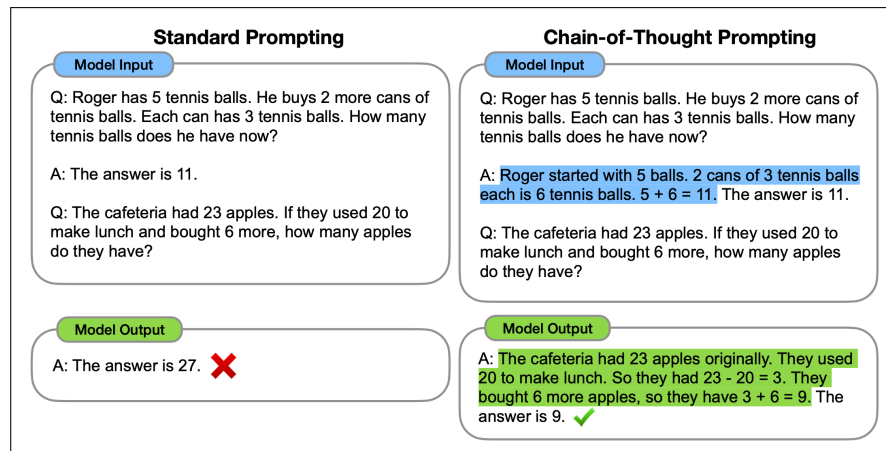 Standard Prompting
Model Input
Q: Roger has 5 tennis balls. He buys 2 more cans of
tennis balls. Each can has 3 tennis balls. How many
tennis balls does he have now?
A: The answer is 11.
Q: The cafeteria had 23 apples. If they used 20 to
make lunch and bought 6 more, how many apples
do they have?
Model Output
A: The answer is 27.
Chain-of-Thought Prompting
Model Input
Q: Roger has 5 tennis balls. He buys 2 more cans of
tennis balls. Each can has 3 tennis balls. How many
tennis balls does he have now?
A: Roger started with 5 balls. 2 cans of 3 tennis balls
each is 6 tennis balls. 5 + 6 = 11. The answer is 11.
Q: The cafeteria had 23 apples. If they used 20 to
make lunch and bought 6 more, how many apples
do they have?
Model Output
A: The cafeteria had 23 apples originally. They used
20 to make lunch. So they had 23 - 20 = 3. They
bought 6 more apples, so they have 3 + 6 = 9. The
answer is 9.